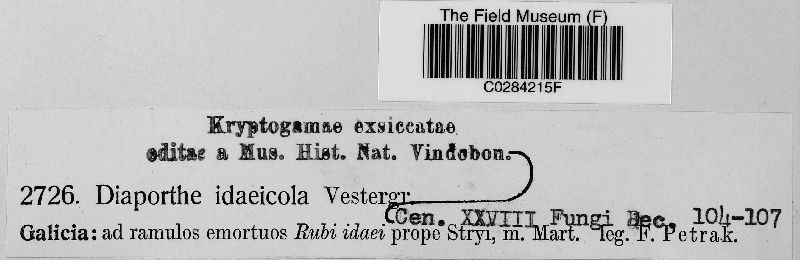 The Field Museum (F)
C0284215F
Kryptogamae exsiccatae
editae a Mus. Hist. Nat. Vindobon.
2726. Diaporthe idaeicola Vestergr.
Cen. XXVIII Fungi Dec. 104-107
Galicia: ad ramulos emortuos Rubi idaei prope Stryi, m. Mart. leg. F. Petrak.